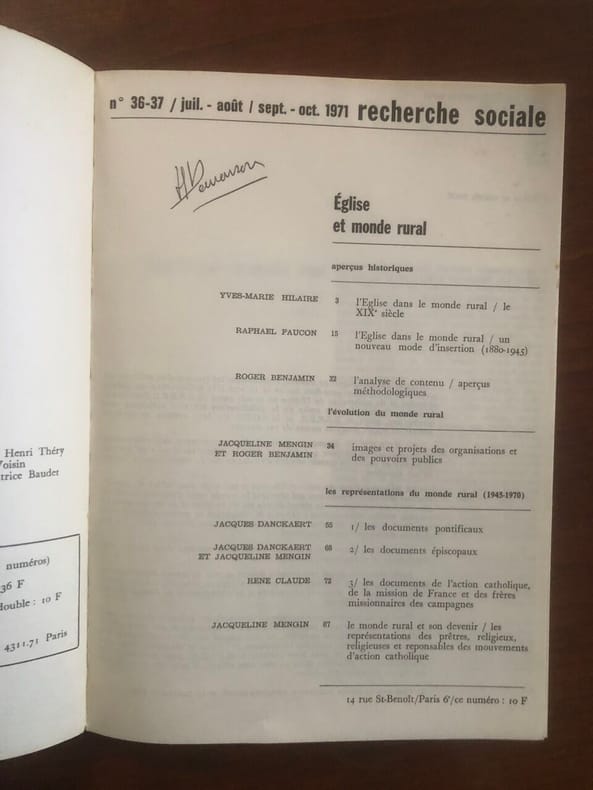 Henri Théry
Voisin
trice Baudet
numéros)
36 F
double : 10 F
4311.71 Paris
n° 36-37 / juil. - août / sept. - oct. 1971 recherche sociale
Église
et monde rural
aperçus historiques
YVES-MARIE HILAIRE 3 l'Eglise dans le monde rural / le
XIXe siècle
RAPHAEL FAUCON 15 l'Eglise dans le monde rural / un
nouveau mode d'insertion (1880-1945)
ROGER BENJAMIN 22 l'analyse de contenu / aperçus
méthodologiques
l'évolution du monde rural
JACQUELINE MENGIN 34 images et projets des organisations et
ET ROGER BENJAMIN des pouvoirs publics
les représentations du monde rural (1945-1970)
JACQUES DANCKAERT 55 1/ les documents pontificaux
JACQUES DANCKAERT 65 2/ les documents épiscopaux
ET JACQUELINE MENGIN
RENE CLAUDE 72 3/ les documents de l'action catholique,
de la mission de France et des frères
missionnaires des campagnes
JACQUELINE MENGIN 87 le monde rural et son devenir / les
représentations des prêtres, religieux,
religieuses et reponsables des mouvements
d'action catholique
14 rue St-Benoît/Paris 6e/ce numéro : 10 F